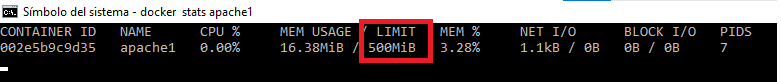 Símbolo del sistema - docker stats apache1
CONTAINER ID NAME CPU % MEM USAGE / LIMIT MEM % NET I/O BLOCK I/O PIDS
002e5b9c9d35 apache1 0.00% 16.38MiB / 500MiB 3.28% 1.1kB / 0B 0B / 0B 7